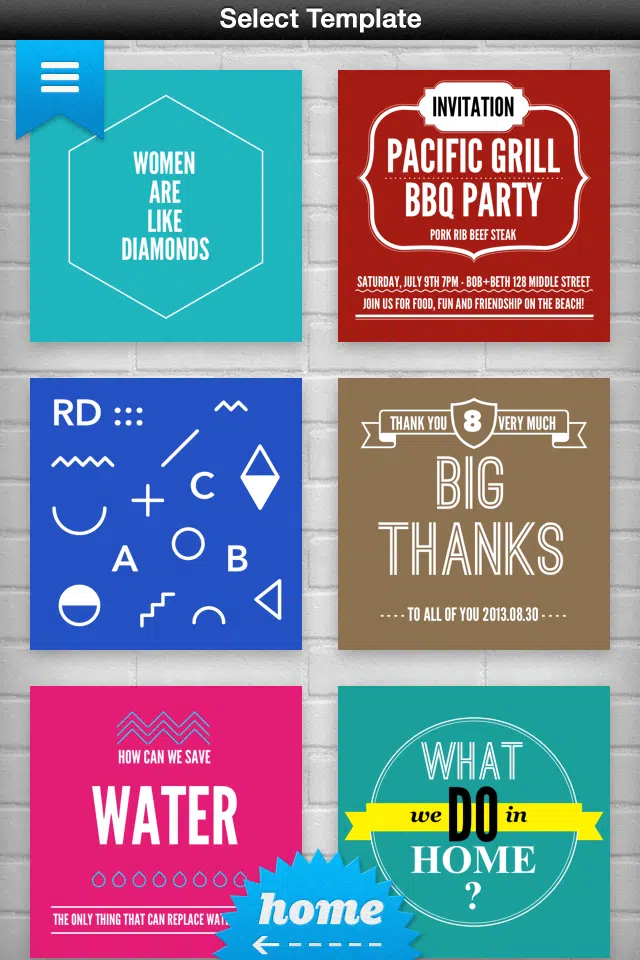 Select Template
WOMEN
ARE
LIKE
DIAMONDS
INVITATION
PACIFIC GRILL
BBQ PARTY
PORK RIB BEEF STEAK
SATURDAY, JULY 9TH 7PM - BOB+BETH 128 MIDDLE STREET
JOIN US FOR FOOD, FUN AND FRIENDSHIP ON THE BEACH!
RD
C
A B
THANK YOU 8 VERY MUCH
BIG
THANKS
TO ALL OF YOU 2013.08.30
HOW CAN WE SAVE
WATER
THE ONLY THING THAT CAN REPLACE
WHAT
we DO in
HOME
?
home